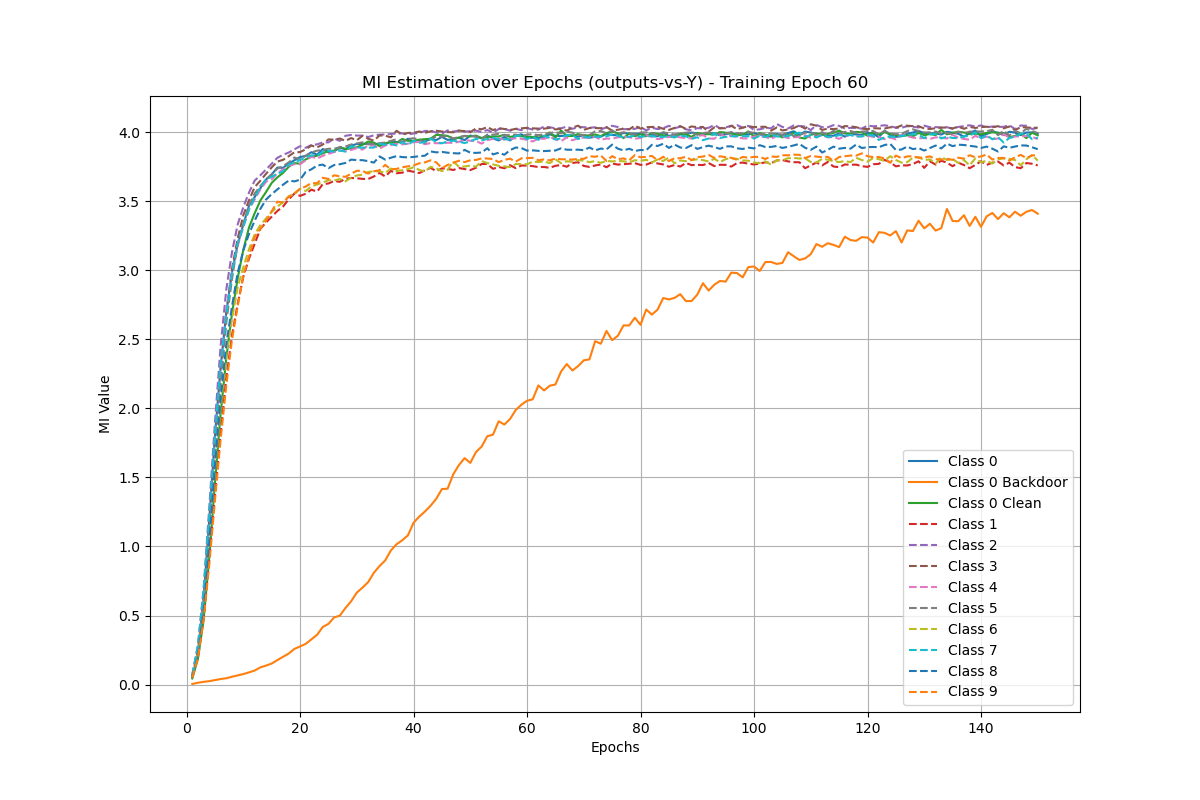 MI Estimation over Epochs (outputs-vs-Y) - Training Epoch 60
MI Value
4.0
3.5
3.0
2.5
2.0
1.5
1.0
0.5
0.0
0 20 40 60 80 100 120 140
Epochs
Class 0
Class 0 Backdoor
Class 0 Clean
Class 1
Class 2
Class 3
Class 4
Class 5
Class 6
Class 7
Class 8
Class 9